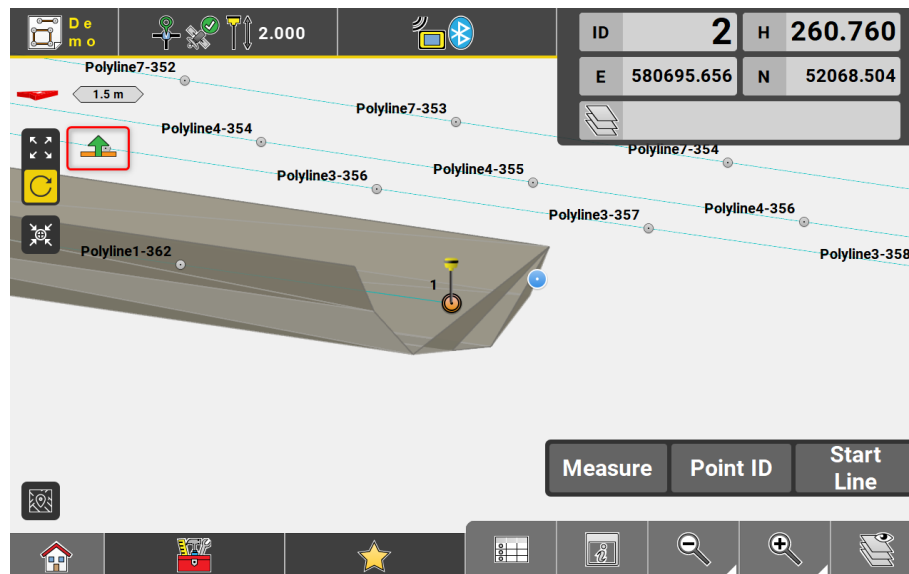 De
mo
2.000
ID 2 H 260.760
E 580695.656 N 52068.504
Polyline7-352
1.5 m
Polyline7-353
Polyline4-354
Polyline7-354
Polyline3-356
Polyline4-355
Polyline3-357
Polyline4-356
Polyline1-362
Polyline3-358
1
Measure
Point ID
Start
Line